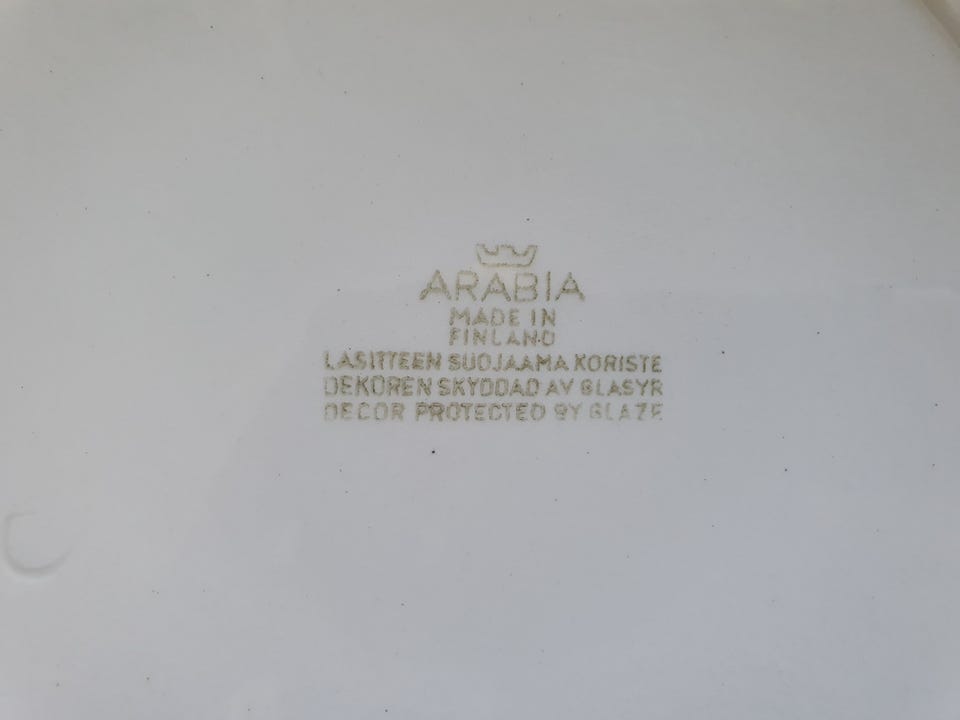 ARABIA
MADE IN
FINLAND
LASITTEEN SUOJAAMA KORISTE
DEKOREN SKYDDAD AV GLASYR
DECOR PROTECTED BY GLAZE